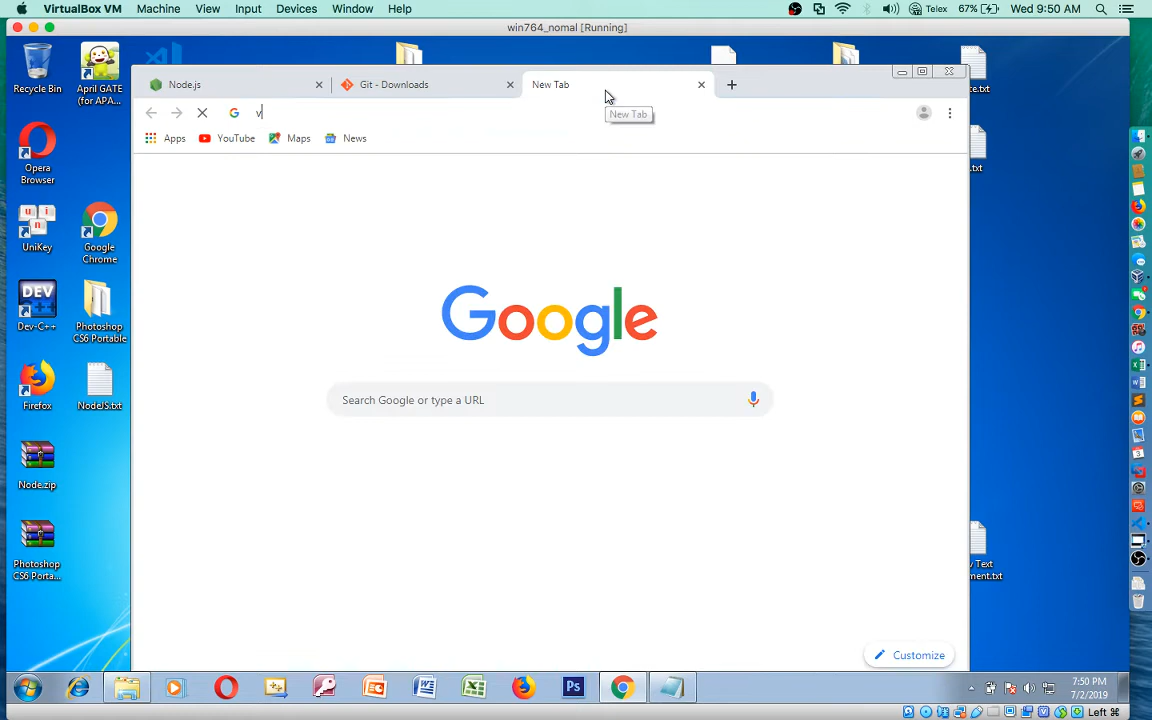 VirtualBox VM Machine View Input Devices Window Help Telex 67% Wed 9:50 AM
win764_nomal [Running]
Node.js
Git - Downloads
New Tab
v
New Tab
Apps
YouTube
Maps
News
Google
Search Google or type a URL
Customize
Recycle Bin
April GATE
(for APA...
Opera
Browser
UniKey
Google
Chrome
DEV
Dev-C++
Photoshop
CS6 Portable
Firefox
NodeJS.txt
Node.zip
Photoshop
CS6 Porta...
te.txt
.txt
Text
ment.txt
Ps
7:50 PM
7/2/2019
Left ⌘